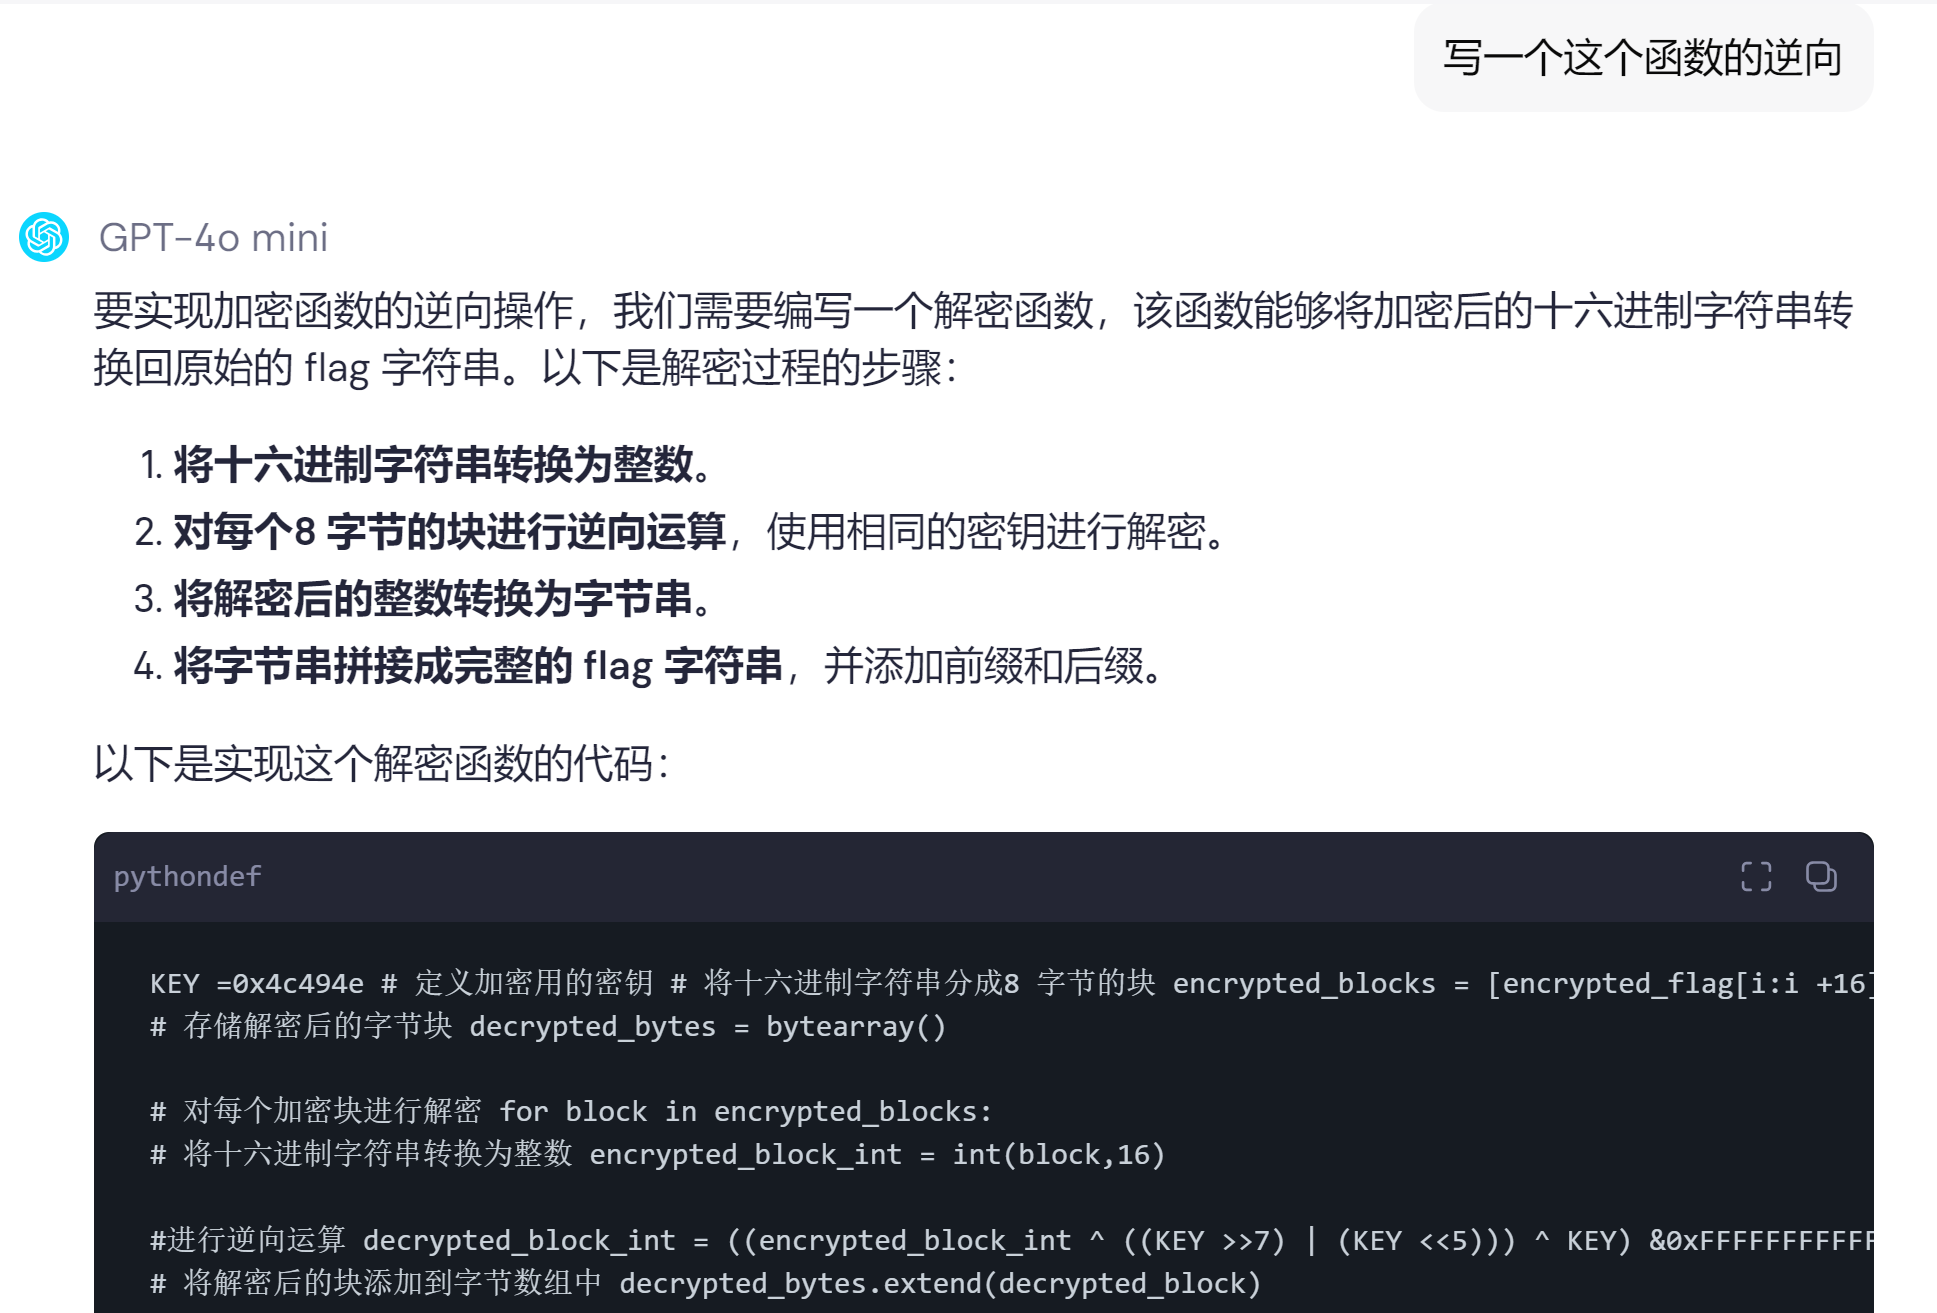 写一个这个函数的逆向
GPT-4o mini
要实现加密函数的逆向操作，我们需要编写一个解密函数，该函数能够将加密后的十六进制字符串转
换回原始的 flag 字符串。以下是解密过程的步骤：
1. 将十六进制字符串转换为整数。
2. 对每个8 字节的块进行逆向运算，使用相同的密钥进行解密。
3. 将解密后的整数转换为字节串。
4. 将字节串拼接成完整的 flag 字符串，并添加前缀和后缀。
以下是实现这个解密函数的代码：
pythondef
KEY =0x4c494e # 定义加密用的密钥 # 将十六进制字符串分成8 字节的块 encrypted_blocks = [encrypted_flag[i:i +16]
# 存储解密后的字节块 decrypted_bytes = bytearray()
# 对每个加密块进行解密 for block in encrypted_blocks:
# 将十六进制字符串转换为整数 encrypted_block_int = int(block,16)
#进行逆向运算 decrypted_block_int = ((encrypted_block_int ^ ((KEY >>7) | (KEY <<5))) ^ KEY) &0xFFFFFFFFFFF
# 将解密后的块添加到字节数组中 decrypted_bytes.extend(decrypted_block)